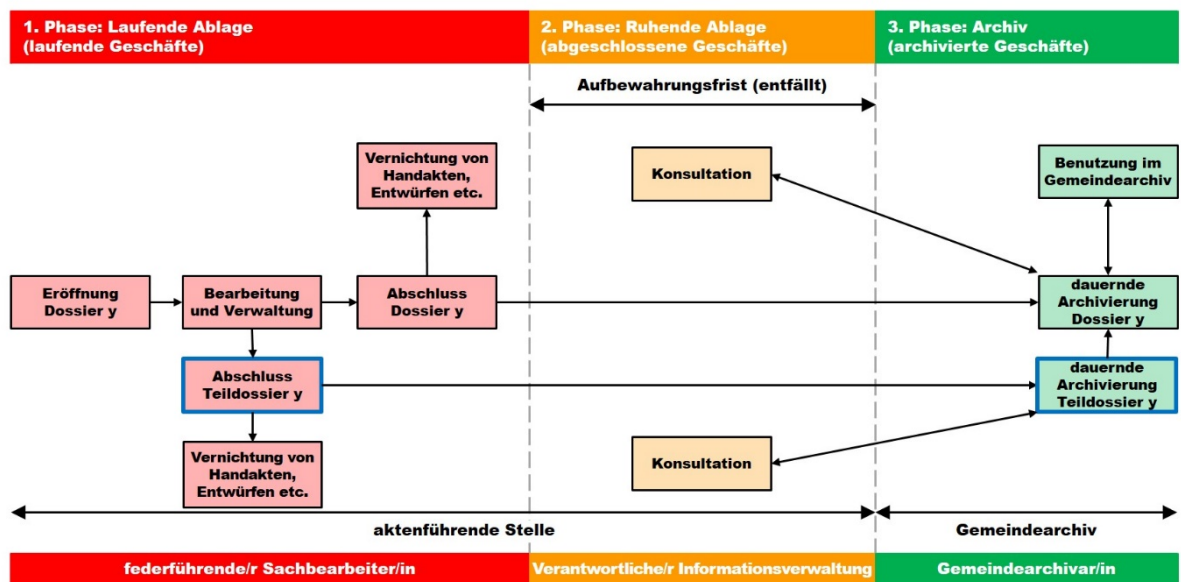 1. Phase: Laufende Ablage
(laufende Geschäfte)
2. Phase: Ruhende Ablage
(abgeschlossene Geschäfte)
3. Phase: Archiv
(archivierte Geschäfte)
Aufbewahrungsfrist (entfällt)
Vernichtung von
Handakten,
Entwürfen etc.
Konsultation
Benutzung im
Gemeindearchiv
Eröffnung
Dossier y
Bearbeitung
und Verwaltung
Abschluss
Dossier y
dauernde
Archivierung
Dossier y
Abschluss
Teildossier y
dauernde
Archivierung
Teildossier y
Vernichtung von
Handakten,
Entwürfen etc.
Konsultation
aktenführende Stelle
Gemeindearchiv
federführende/r Sachbearbeiter/in
Verantwortliche/r Informationsverwaltung
Gemeindearchivar/in